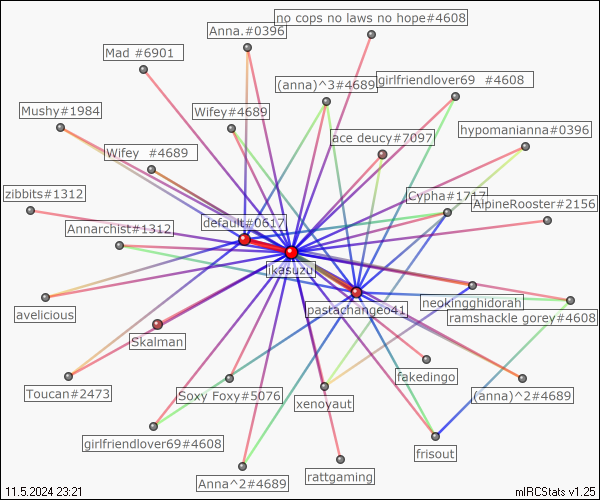 no cops no laws no hope#4608
Anna.#0396
Mad #6901
(anna)^3#4689
girlfriendlover69 #4608
Mushy#1984
Wifey#4689
ace deucy#7097
hypomanianna#0396
Wifey #4689
zibbits#1312
Cypha#1717
AlpineRooster#2156
default#0617
Annarchist#1312
jkasuzu
pastachangeo41
neokingghidorah
ramshackle gorey#4608
avelicious
Skalman
fakedingo
Toucan#2473
Soxy Foxy#5076
xenoyaut
(anna)^2#4689
girlfriendlover69#4608
frisout
Anna^2#4689
rattgaming
11.5.2024 23:21
mIRCStats v1.25